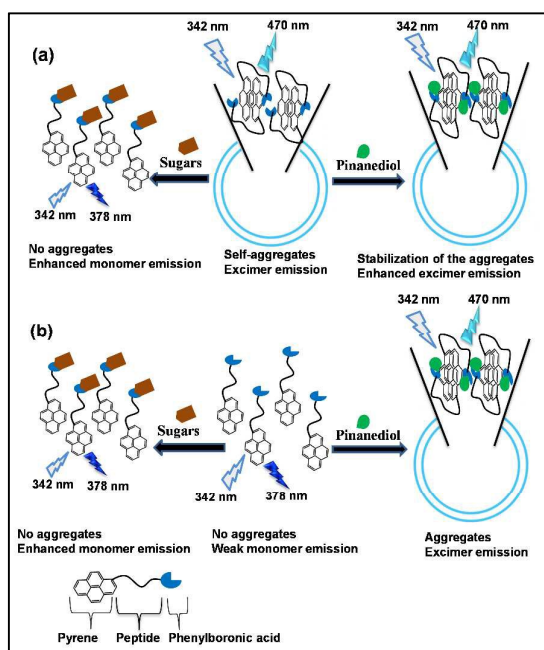 (a)
342 nm
470 nm
342 nm
470 nm
Sugars
Pinanediol
342 nm
378 nm
No aggregates
Enhanced monomer emission
Self-aggregates
Excimer emission
Stabilization of the aggregates
Enhanced excimer emission
(b)
342 nm
470 nm
Sugars
Pinanediol
342 nm
378 nm
342 nm
378 nm
No aggregates
Enhanced monomer emission
No aggregates
Weak monomer emission
Aggregates
Excimer emission
Pyrene Peptide Phenylboronic acid